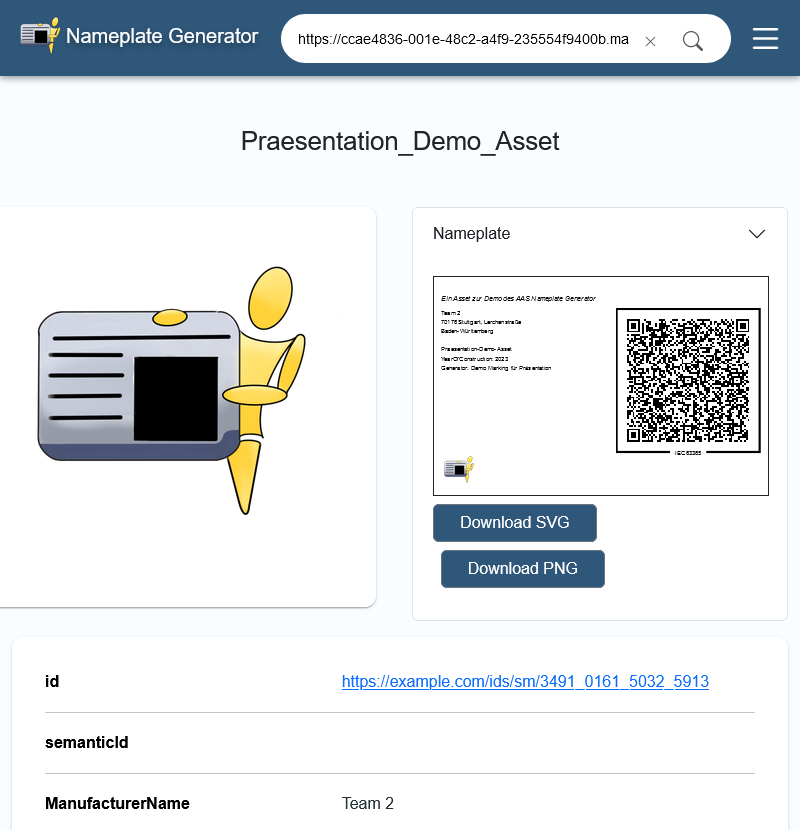 Nameplate Generator
https://ccae4836-001e-48c2-a4f9-235554f9400b.ma
Praesentation_Demo_Asset
Nameplate
Ein Asset zur Demo des AAS Nameplate Generator
Team 2
70176 Stuttgart, Lerchenstraße
Baden-Württemberg
Praesentation-Demo-Asset
YearOfConstruction: 2023
Generator. Demo Marking für Präsentation
Download SVG
Download PNG
id
https://example.com/ids/sm/3491_0161_5032_5913
semanticId
ManufacturerName
Team 2